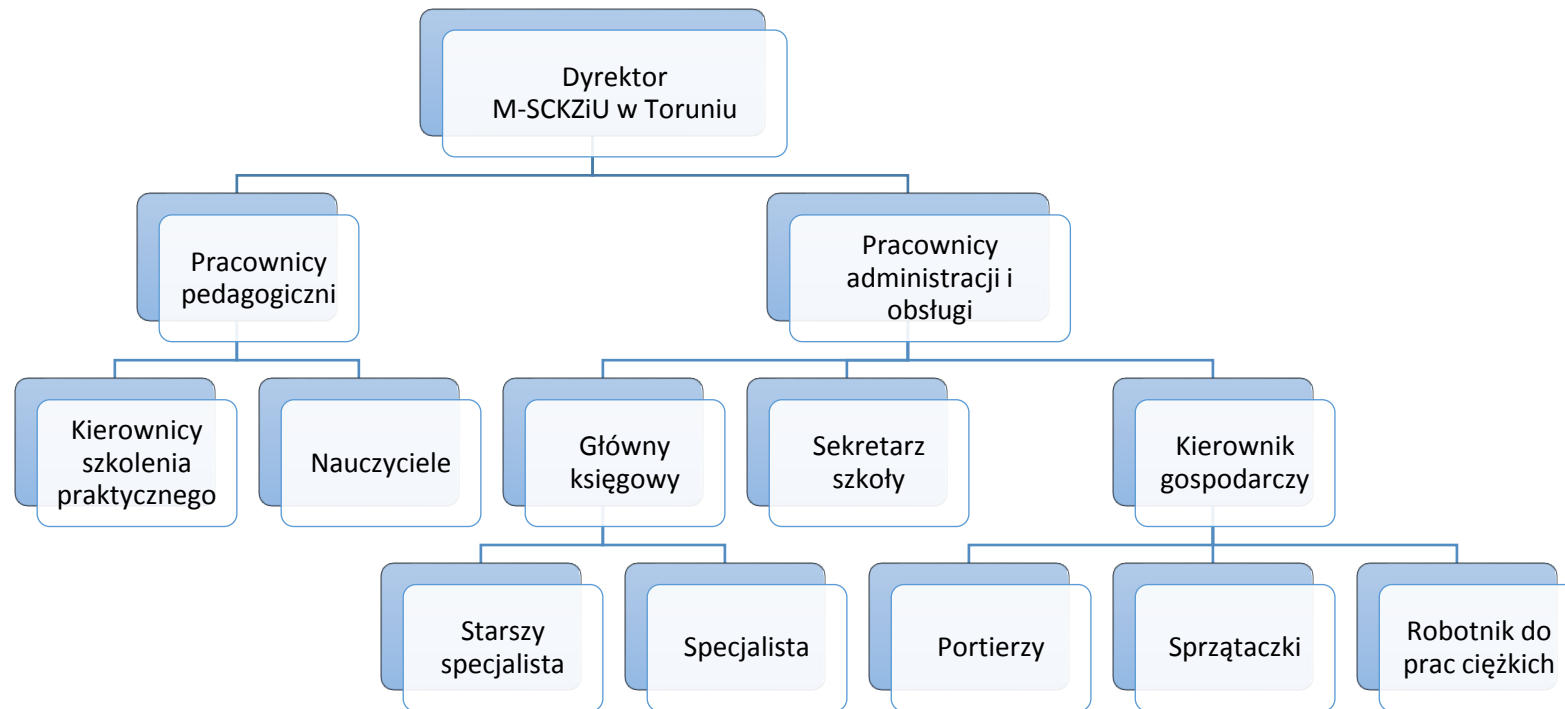 Dyrektor
M-SCKZiU w Toruniu
Pracownicy
pedagogiczni
Pracownicy
administracji i
obsługi
Kierownicy
szkolenia
praktycznego
Nauczyciele
Główny
księgowy
Sekretarz
szkoły
Kierownik
gospodarczy
Starszy
specjalista
Specjalista
Portierzy
Sprzątaczki
Robotnik do
prac ciężkich